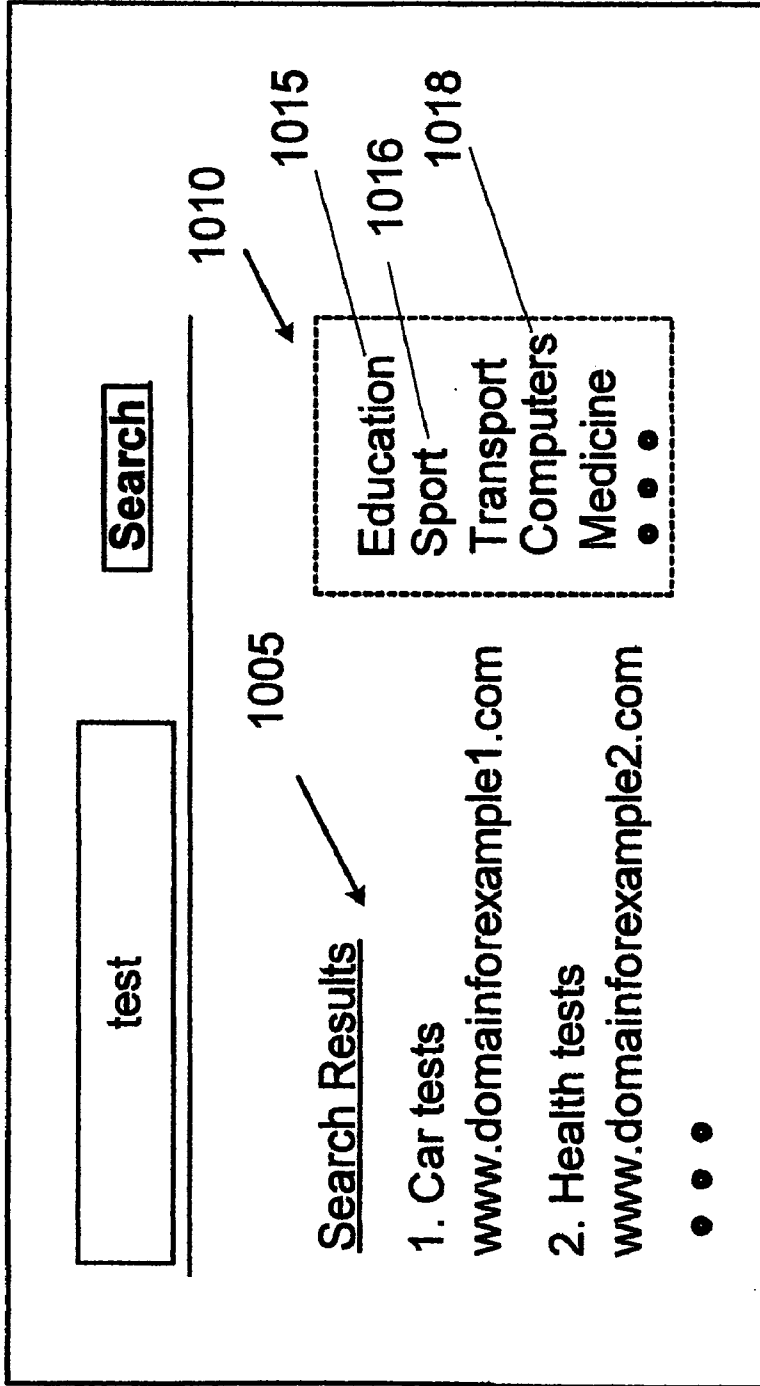 test
Search
1010
1015
1016
1018
1005
Search Results
1. Car tests
www.domainforexample1.com
2. Health tests
www.domainforexample2.com
Education
Sport
Transport
Computers
Medicine